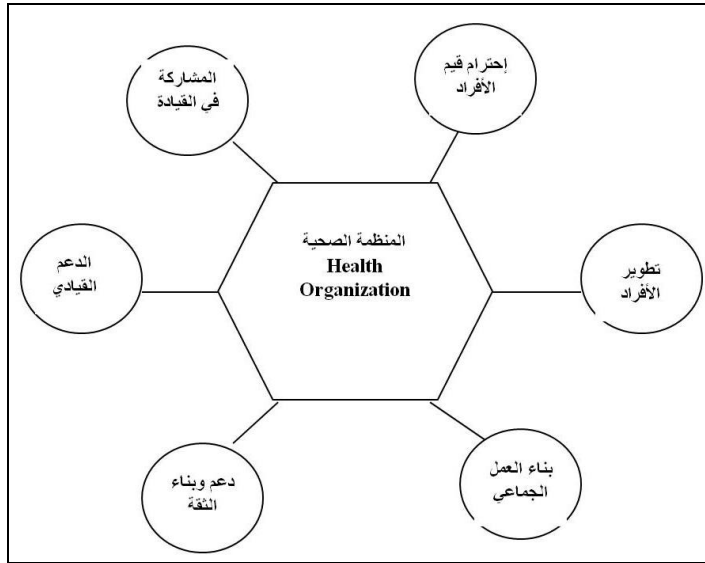 إحترام قيم
الأفراد
المشاركة
في القيادة
المنظمة الصحية
Health
Organization
تطوير
الأفراد
الدعم
القيادي
بناء العمل
الجماعي
دعم وبناء
الثقة